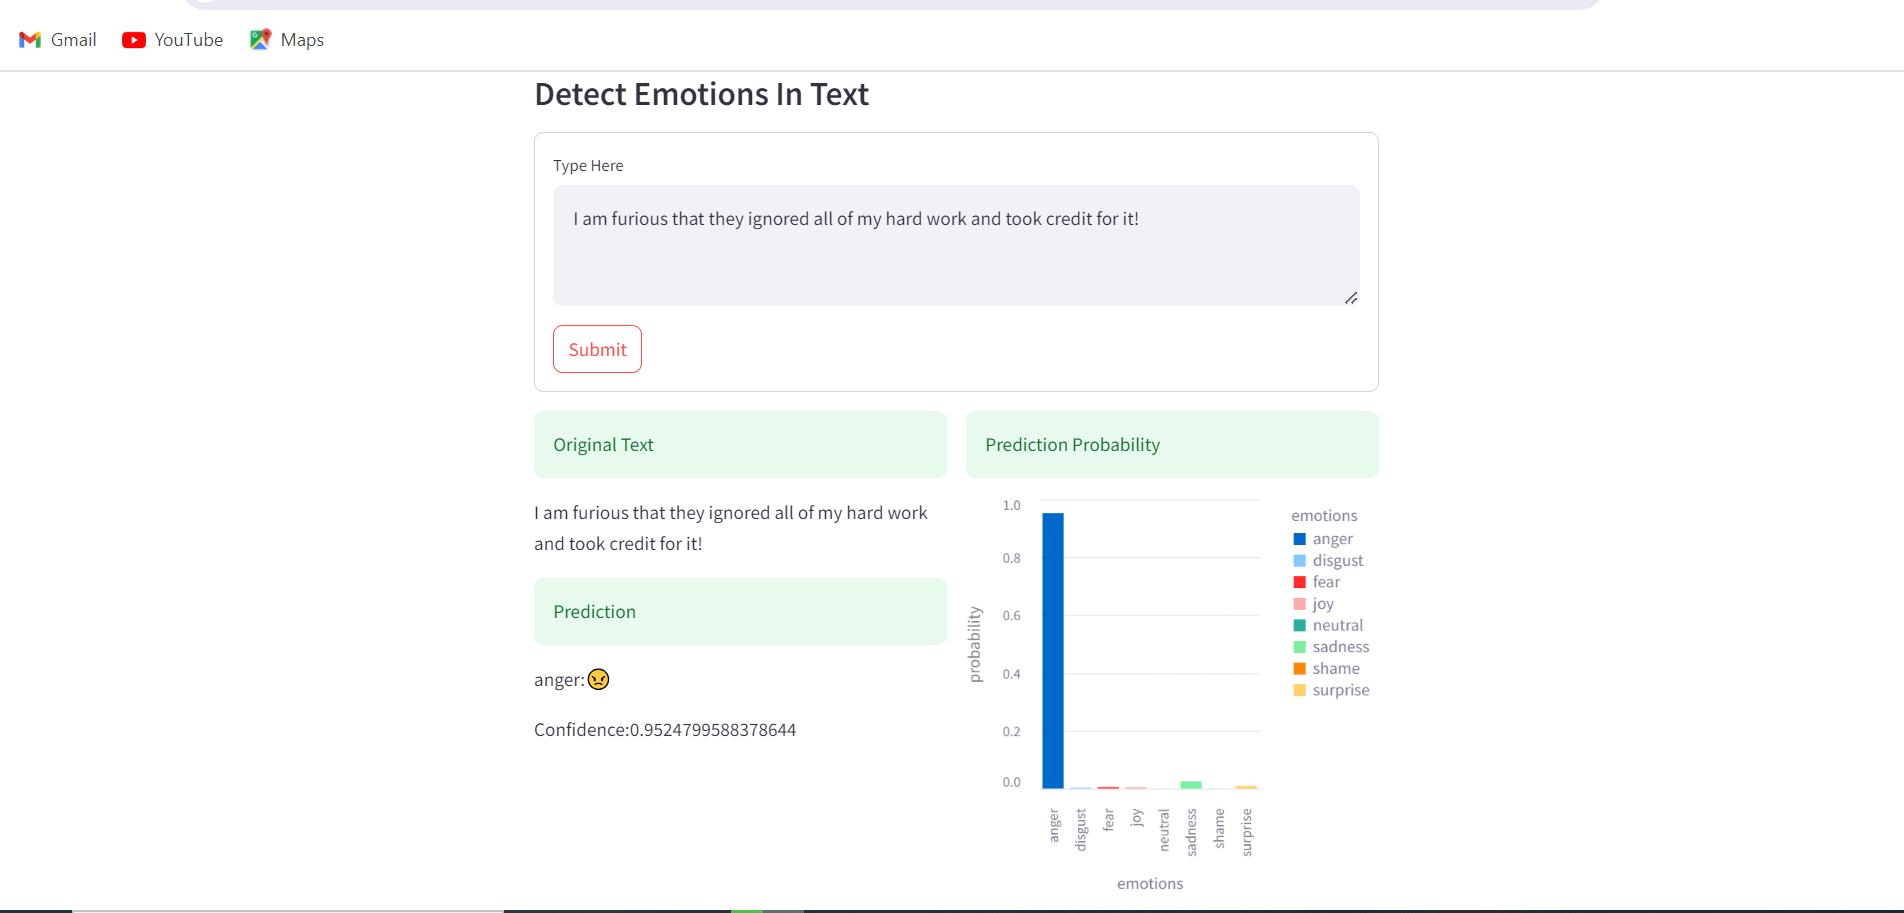 Gmail
YouTube
Maps
Detect Emotions In Text
Type Here
I am furious that they ignored all of my hard work and took credit for it!
Submit
Original Text
I am furious that they ignored all of my hard work
and took credit for it!
Prediction
anger:😠
Confidence:0.9524799588378644
Prediction Probability
1.0
0.8
0.6
0.4
0.2
0.0
probability
anger
disgust
fear
joy
neutral
sadness
shame
surprise
emotions
emotions
anger
disgust
fear
joy
neutral
sadness
shame
surprise